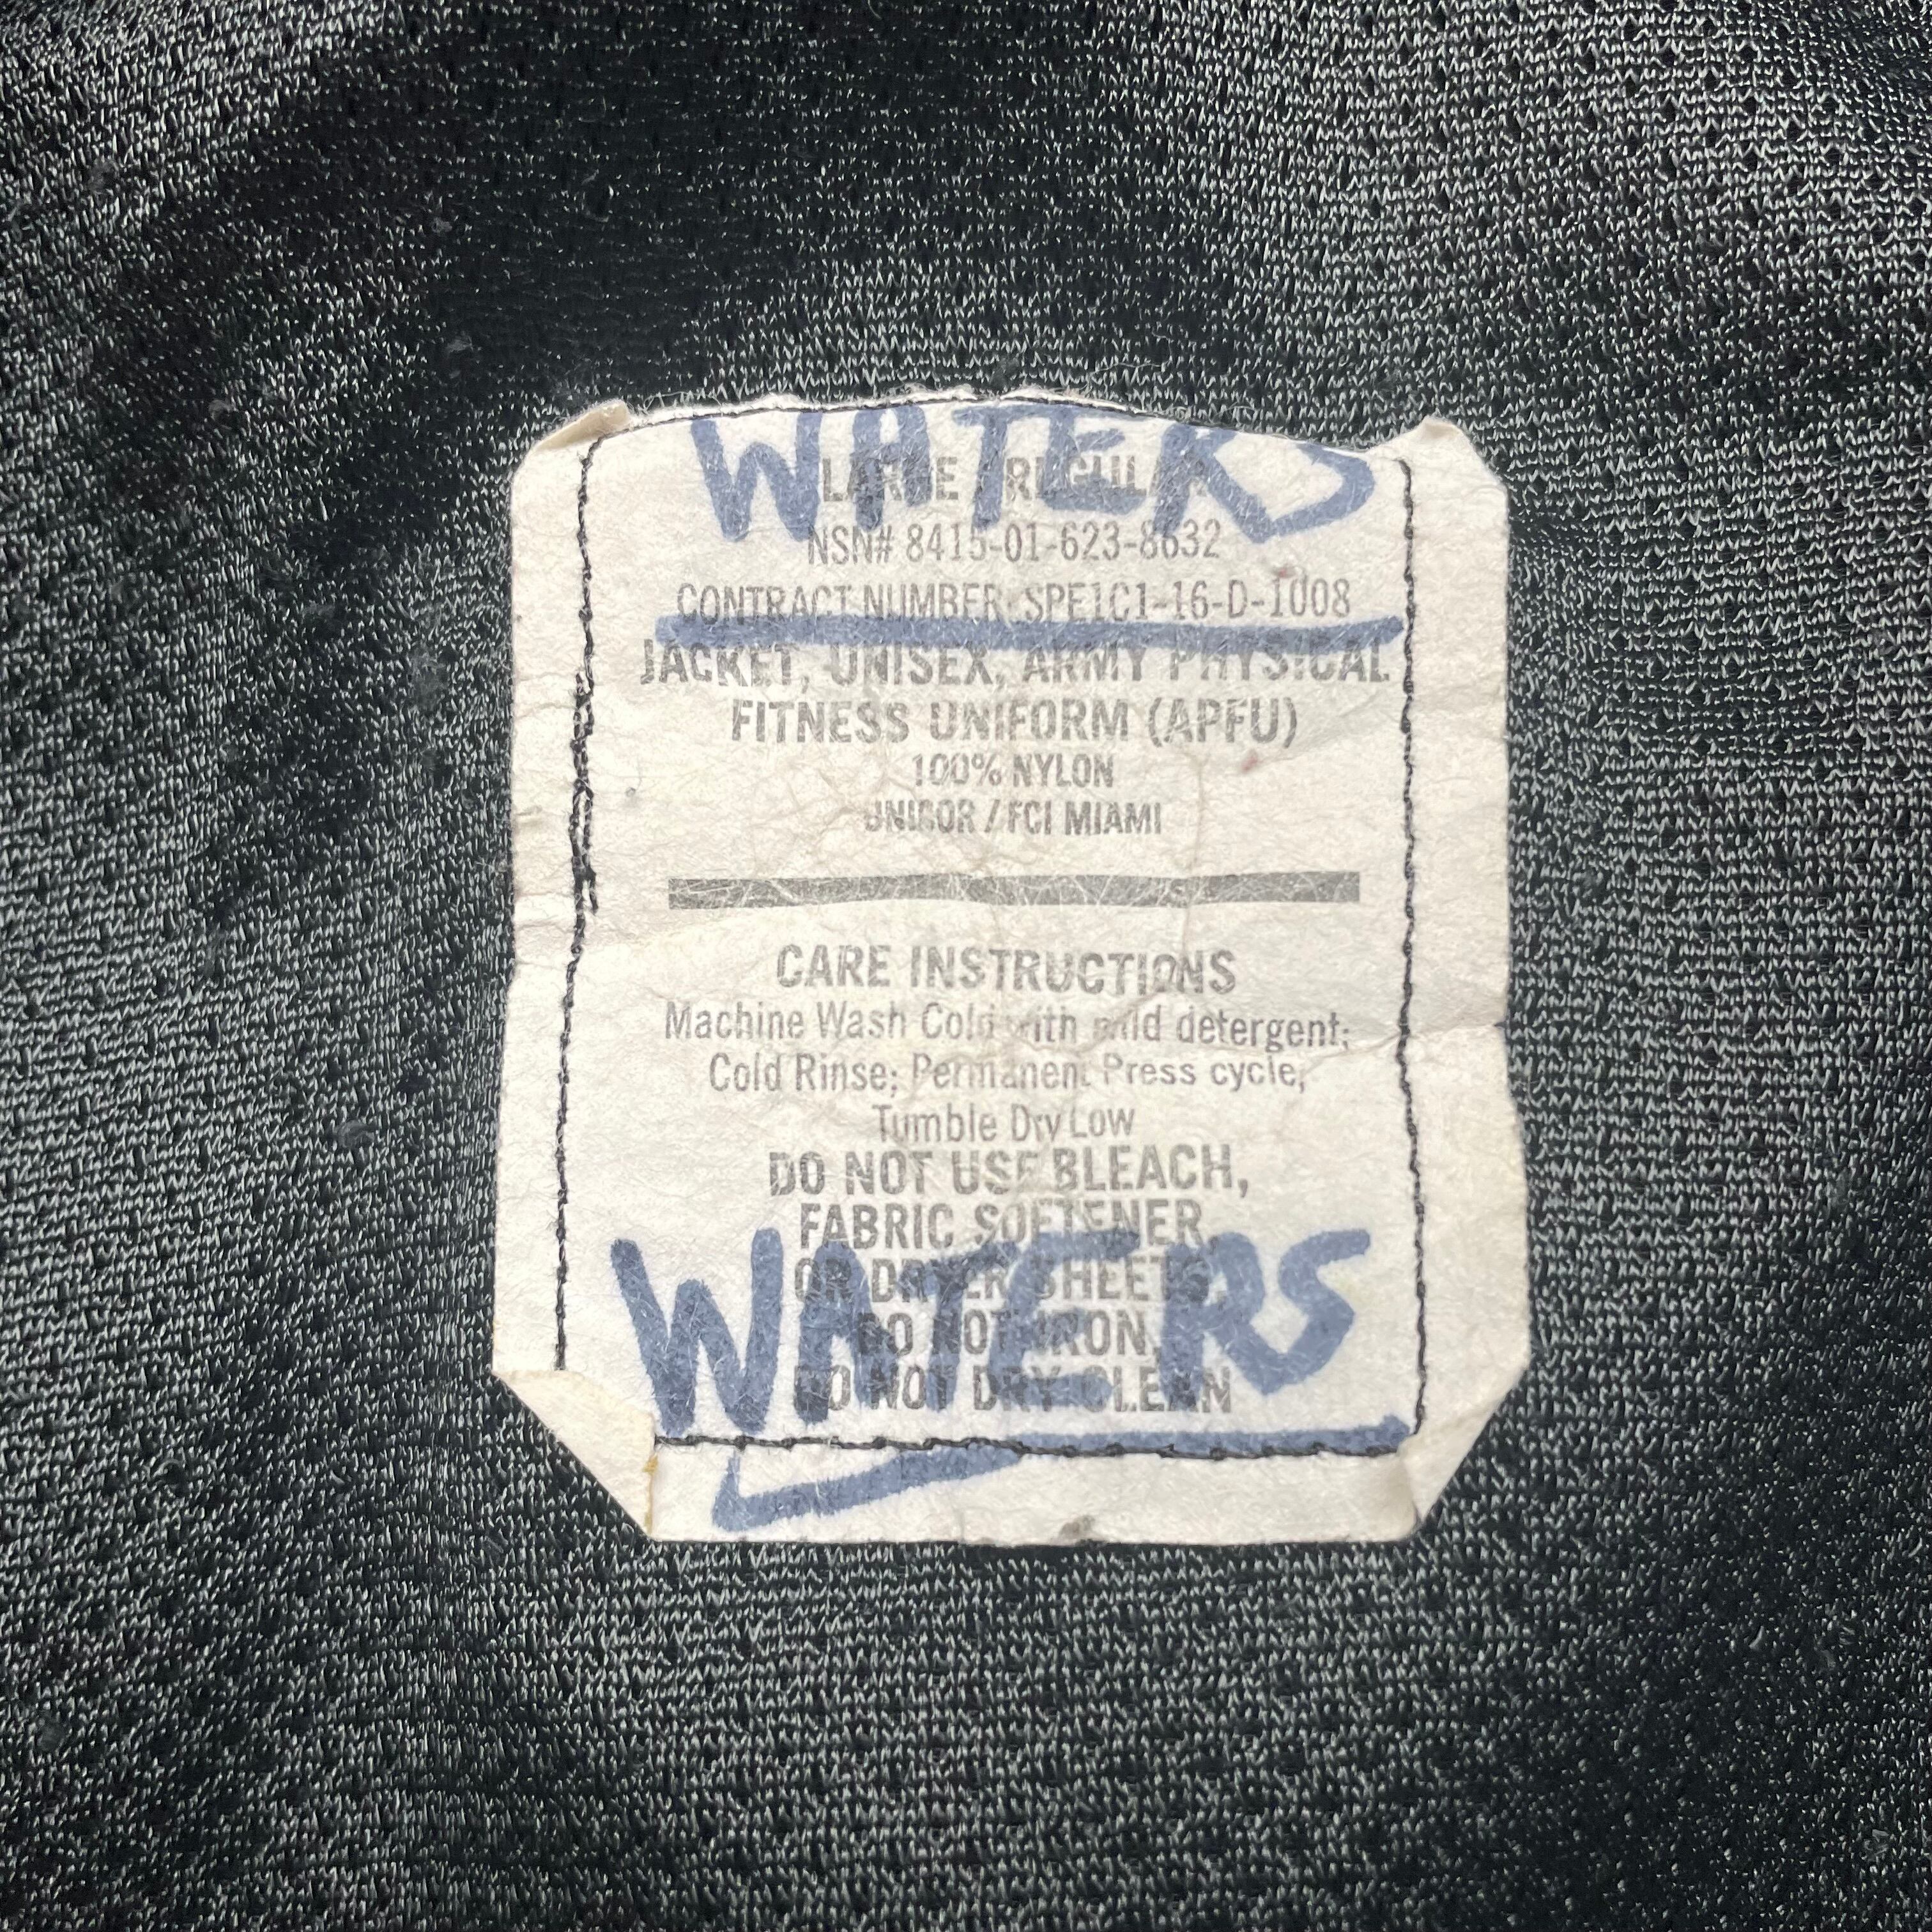 WATERS
LARGE / REGULAR
NSN# 8415-01-623-8632
CONTRACT NUMBER: SPE1C1-16-D-1008
JACKET, UNISEX, ARMY PHYSICAL
FITNESS UNIFORM (APFU)
100% NYLON
UNICOR / FCI MIAMI
CARE INSTRUCTIONS
Machine Wash Cold with mild detergent;
Cold Rinse; Permanent Press cycle,
Tumble Dry Low
DO NOT USE BLEACH,
FABRIC SOFTENER,
OR DRYER SHEETS,
DO NOT IRON,
DO NOT DRY CLEAN
WATERS